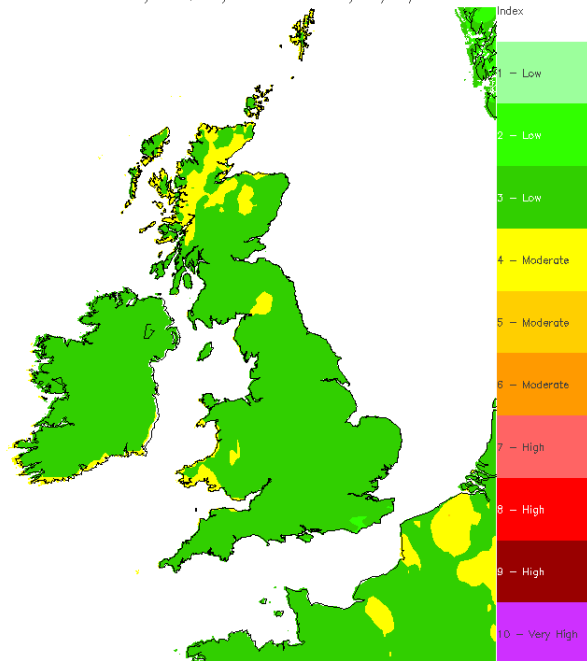 Index
1 - Low
2 - Low
3 - Low
4 - Moderate
5 - Moderate
6 - Moderate
7 - High
8 - High
9 - High
10 - Very High